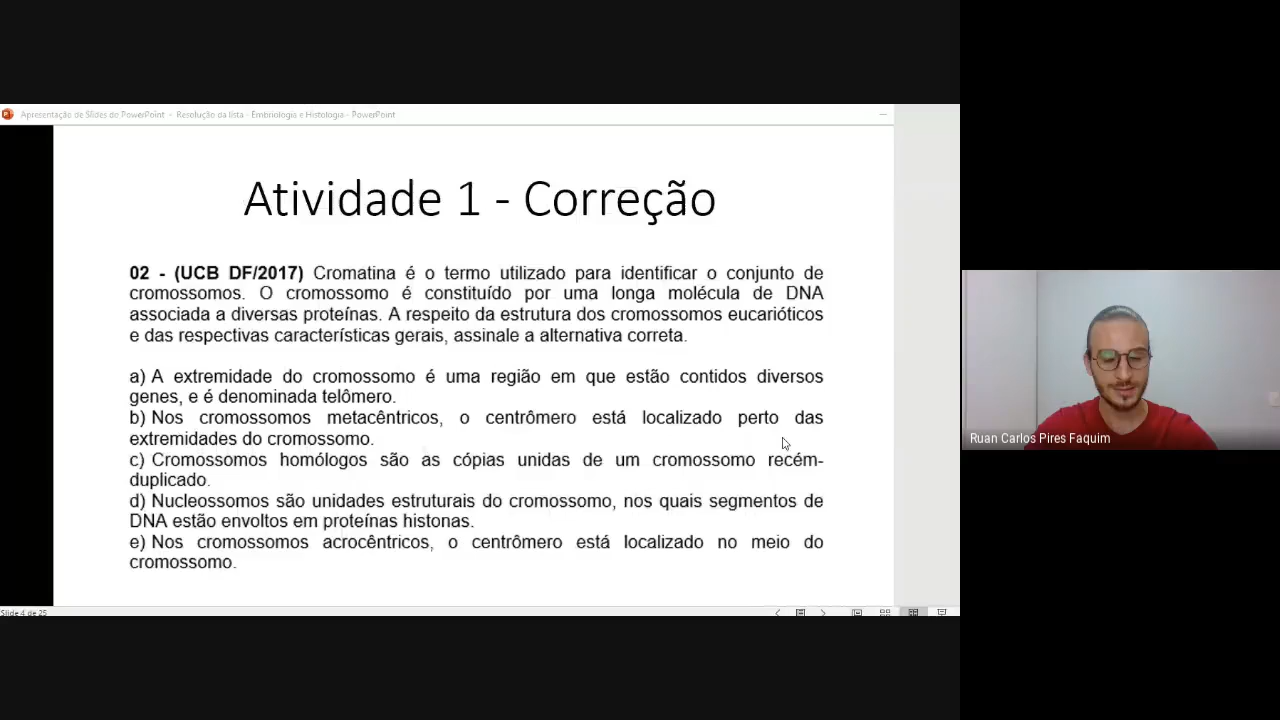 Apresentação de Slides do PowerPoint - Resolução da lista - Embriologia e Histologia - PowerPoint
Atividade 1 - Correção
02 - (UCB DF/2017) Cromatina é o termo utilizado para identificar o conjunto de
cromossomos. O cromossomo é constituído por uma longa molécula de DNA
associada a diversas proteínas. A respeito da estrutura dos cromossomos eucarióticos
e das respectivas características gerais, assinale a alternativa correta.
a) A extremidade do cromossomo é uma região em que estão contidos diversos
genes, e é denominada telômero.
b) Nos cromossomos metacêntricos, o centrômero está localizado perto das
extremidades do cromossomo.
c) Cromossomos homólogos são as cópias unidas de um cromossomo recém-
duplicado.
d) Nucleossomos são unidades estruturais do cromossomo, nos quais segmentos de
DNA estão envoltos em proteínas histonas.
e) Nos cromossomos acrocêntricos, o centrômero está localizado no meio do
cromossomo.
Slide 4 de 25
Ruan Carlos Pires Faquim